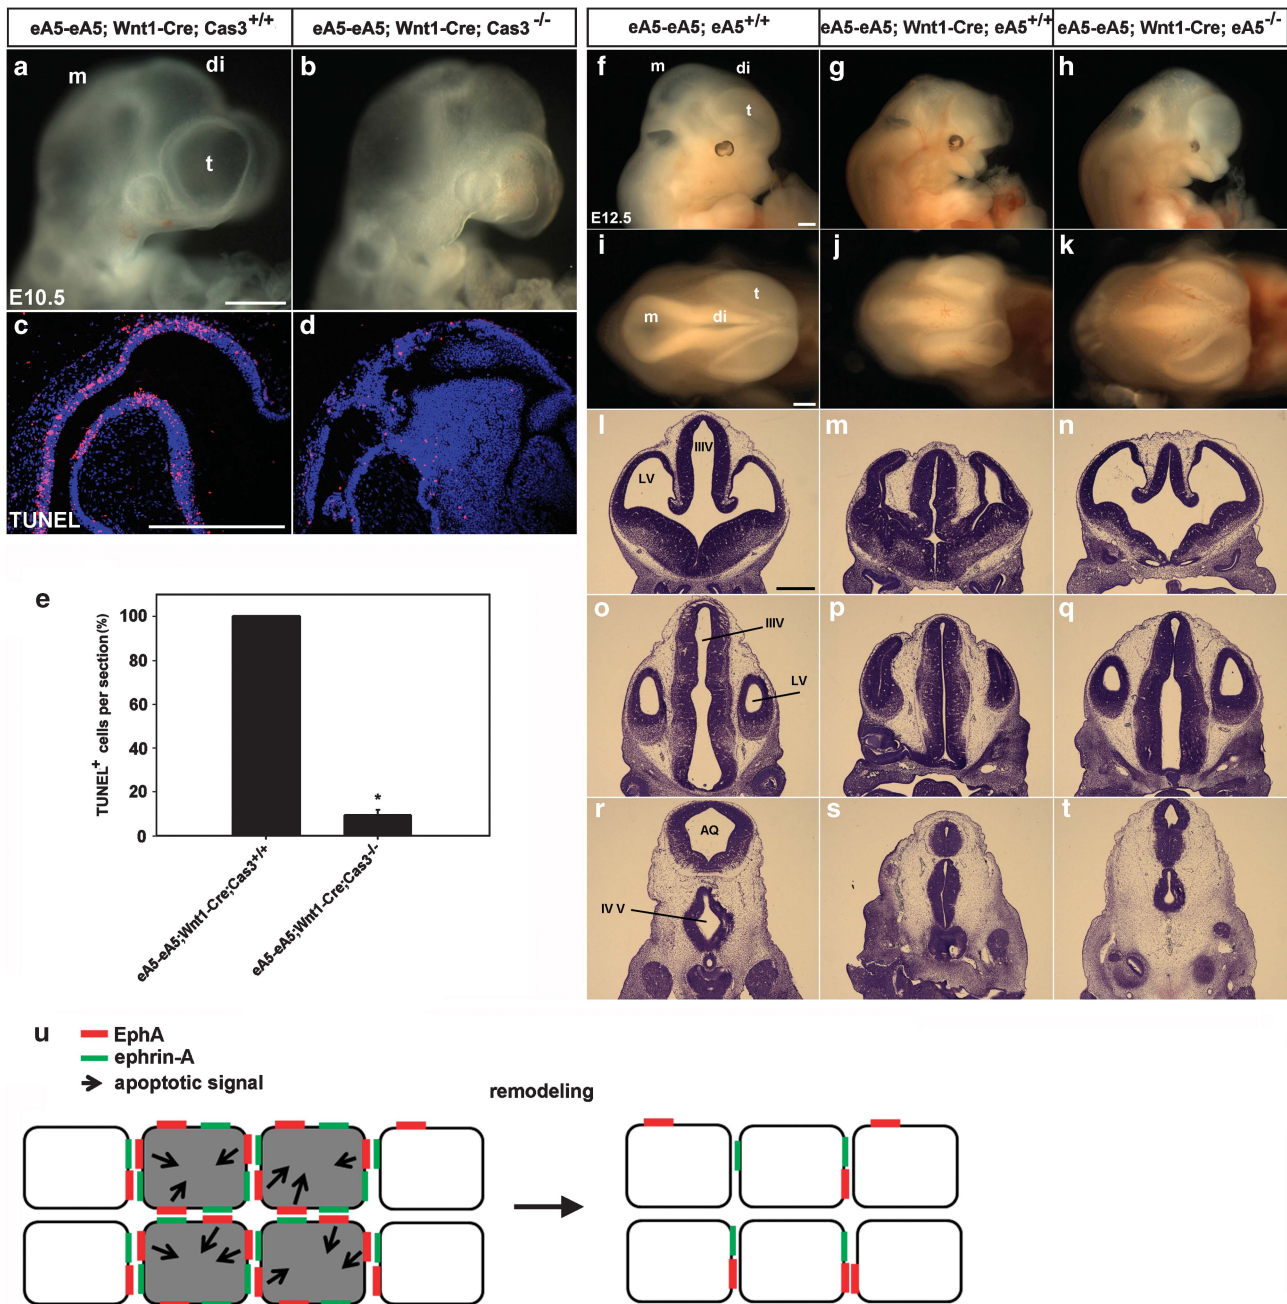 eA5-eA5; Wnt1-Cre; Cas3+/+
eA5-eA5; Wnt1-Cre; Cas3-/-
a
m
di
t
E10.5
b
c
TUNEL
d
e
TUNEL+ cells per section(%)
100
80
60
40
20
0
*
eA5-eA5;Wnt1-Cre;Cas3+/+
eA5-eA5;Wnt1-Cre;Cas3-/-
eA5-eA5; eA5+/+
eA5-eA5; Wnt1-Cre; eA5+/+
eA5-eA5; Wnt1-Cre; eA5-/-
f
m
di
t
E12.5
g
h
i
m
di
t
j
k
l
IIIV
LV
m
n
o
IIIV
LV
p
q
r
AQ
IV V
s
t
u
EphA
ephrin-A
apoptotic signal
remodeling